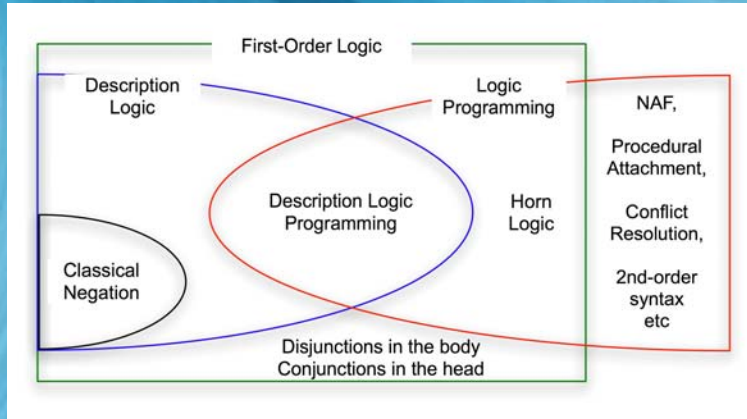 First-Order Logic
Description
Logic
Logic
Programming
NAF,
Procedural
Attachment,
Conflict
Resolution,
2nd-order
syntax
etc
Description Logic
Programming
Horn
Logic
Classical
Negation
Disjunctions in the body
Conjunctions in the head